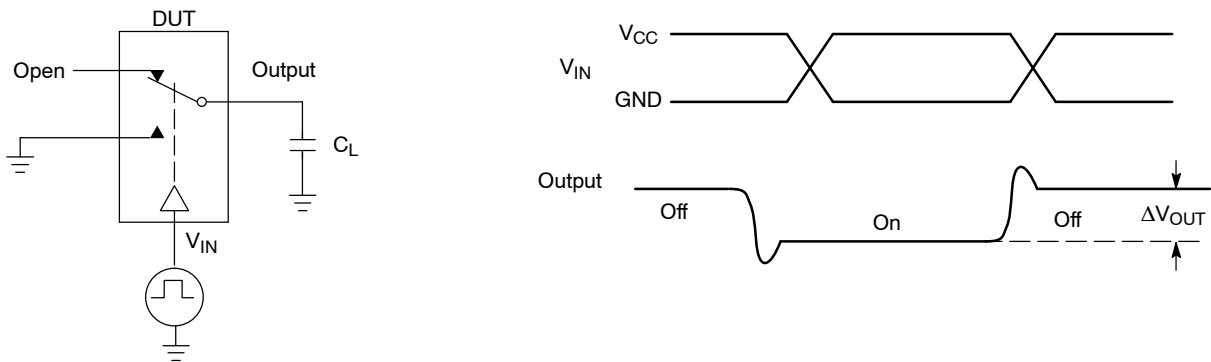 DUT
Open
Output
C_L
V_IN
V_CC
V_IN
GND
Output
Off
On
Off
ΔV_OUT